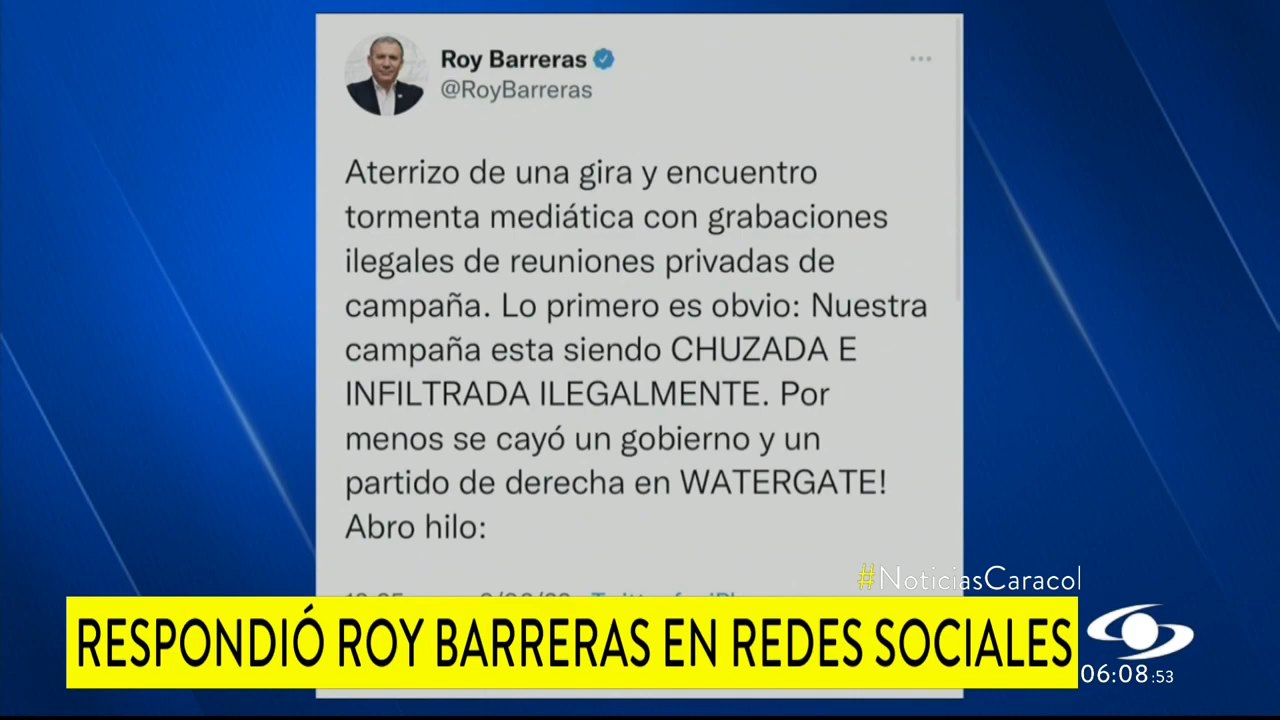 Roy Barreras
@RoyBarreras
Aterrizo de una gira y encuentro
tormenta mediática con grabaciones
ilegales de reuniones privadas de
campaña. Lo primero es obvio: Nuestra
campaña esta siendo CHUZADA E
INFILTRADA ILEGALMENTE. Por
menos se cayó un gobierno y un
partido de derecha en WATERGATE!
Abro hilo:
#NoticiasCaracol
RESPONDIÓ ROY BARRERAS EN REDES SOCIALES
06:08:53